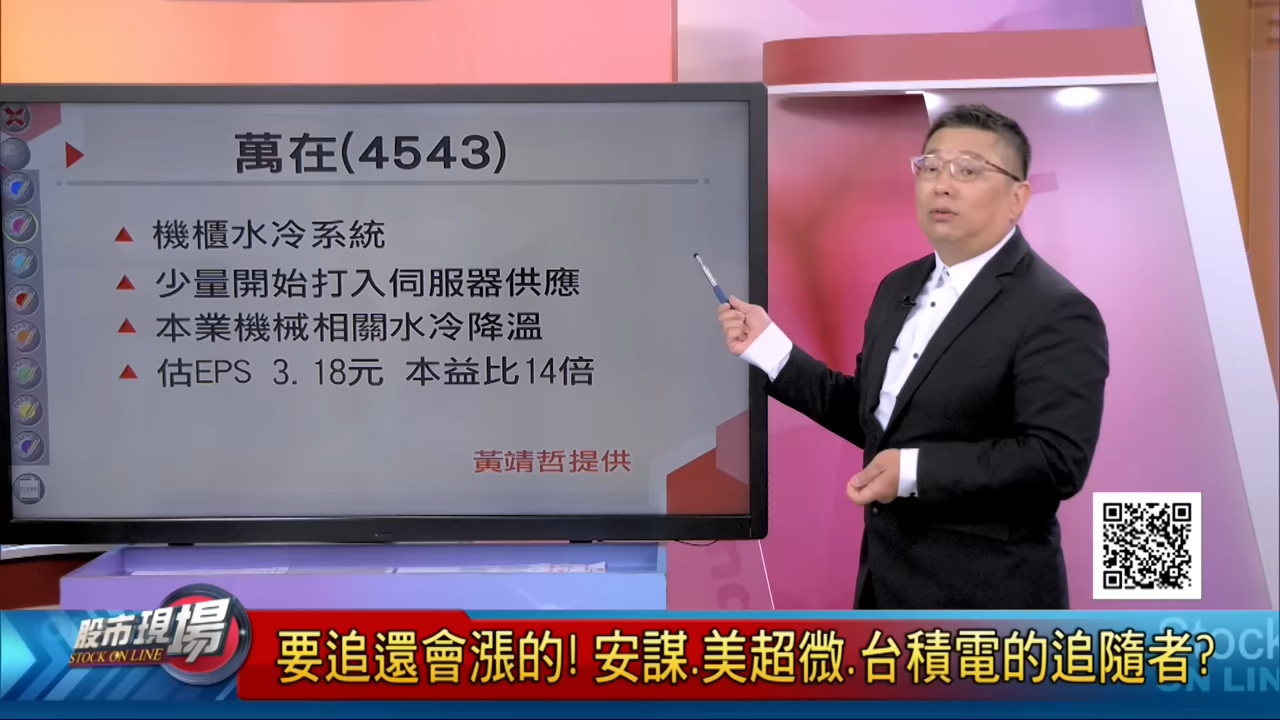 萬在(4543)
機櫃水冷系統
少量開始打入伺服器供應
本業機械相關水冷降溫
估EPS 3.18元 本益比14倍
黃靖哲提供
股市現場
STOCK ON LINE
要追還會漲的! 安謀.美超微.台積電的追隨者?
Stock
ON LIN